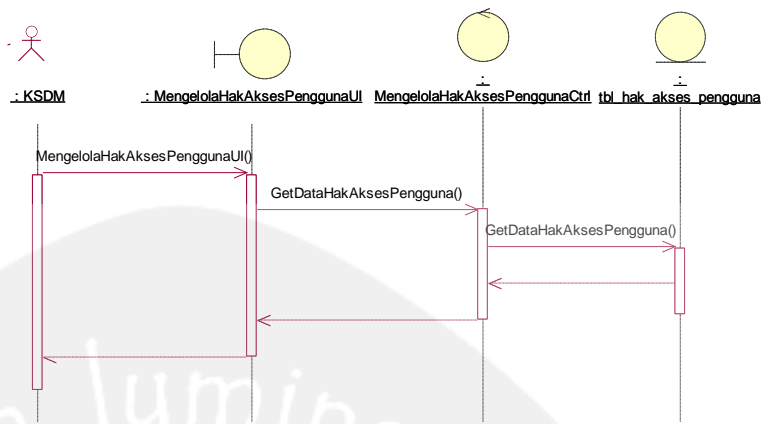 : KSDM
: MengelolaHakAksesPenggunaUI
:
MengelolaHakAksesPenggunaCtrl
:
tbl_hak_akses_pengguna
MengelolaHakAksesPenggunaUI()
GetDataHakAksesPengguna()
GetDataHakAksesPengguna()